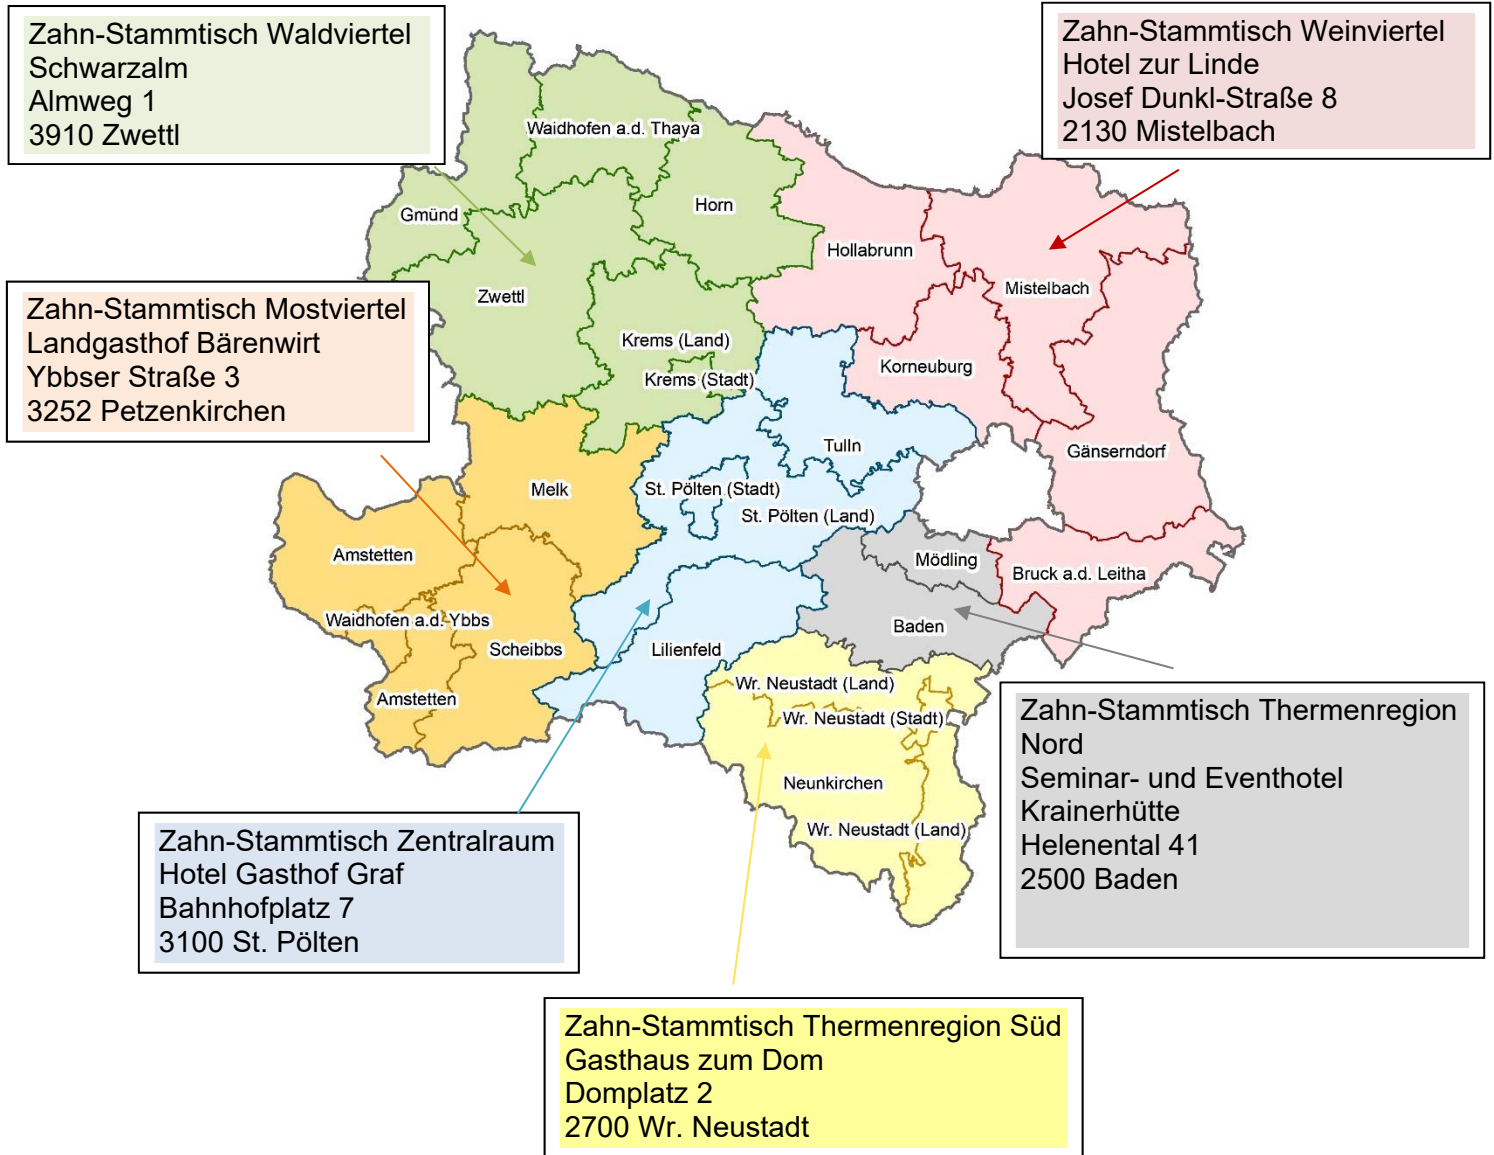 Zahn-Stammtisch Waldviertel
Schwarzalm
Almweg 1
3910 Zwettl
Zahn-Stammtisch Weinviertel
Hotel zur Linde
Josef Dunkl-Straße 8
2130 Mistelbach
Waidhofen a.d. Thaya
Gmünd
Horn
Hollabrunn
Zwettl
Mistelbach
Zahn-Stammtisch Mostviertel
Landgasthof Bärenwirt
Ybbser Straße 3
3252 Petzenkirchen
Krems (Land)
Krems (Stadt)
Korneuburg
Tulln
Gänserndorf
Melk
St. Pölten (Stadt)
St. Pölten (Land)
Amstetten
Mödling
Bruck a.d. Leitha
Waidhofen a.d. Ybbs
Baden
Scheibbs
Lilienfeld
Amstetten
Wr. Neustadt (Land)
Wr. Neustadt (Stadt)
Neunkirchen
Wr. Neustadt (Land)
Zahn-Stammtisch Thermenregion
Nord
Seminar- und Eventhotel
Krainerhütte
Helenental 41
2500 Baden
Zahn-Stammtisch Zentralraum
Hotel Gasthof Graf
Bahnhofplatz 7
3100 St. Pölten
Zahn-Stammtisch Thermenregion Süd
Gasthaus zum Dom
Domplatz 2
2700 Wr. Neustadt